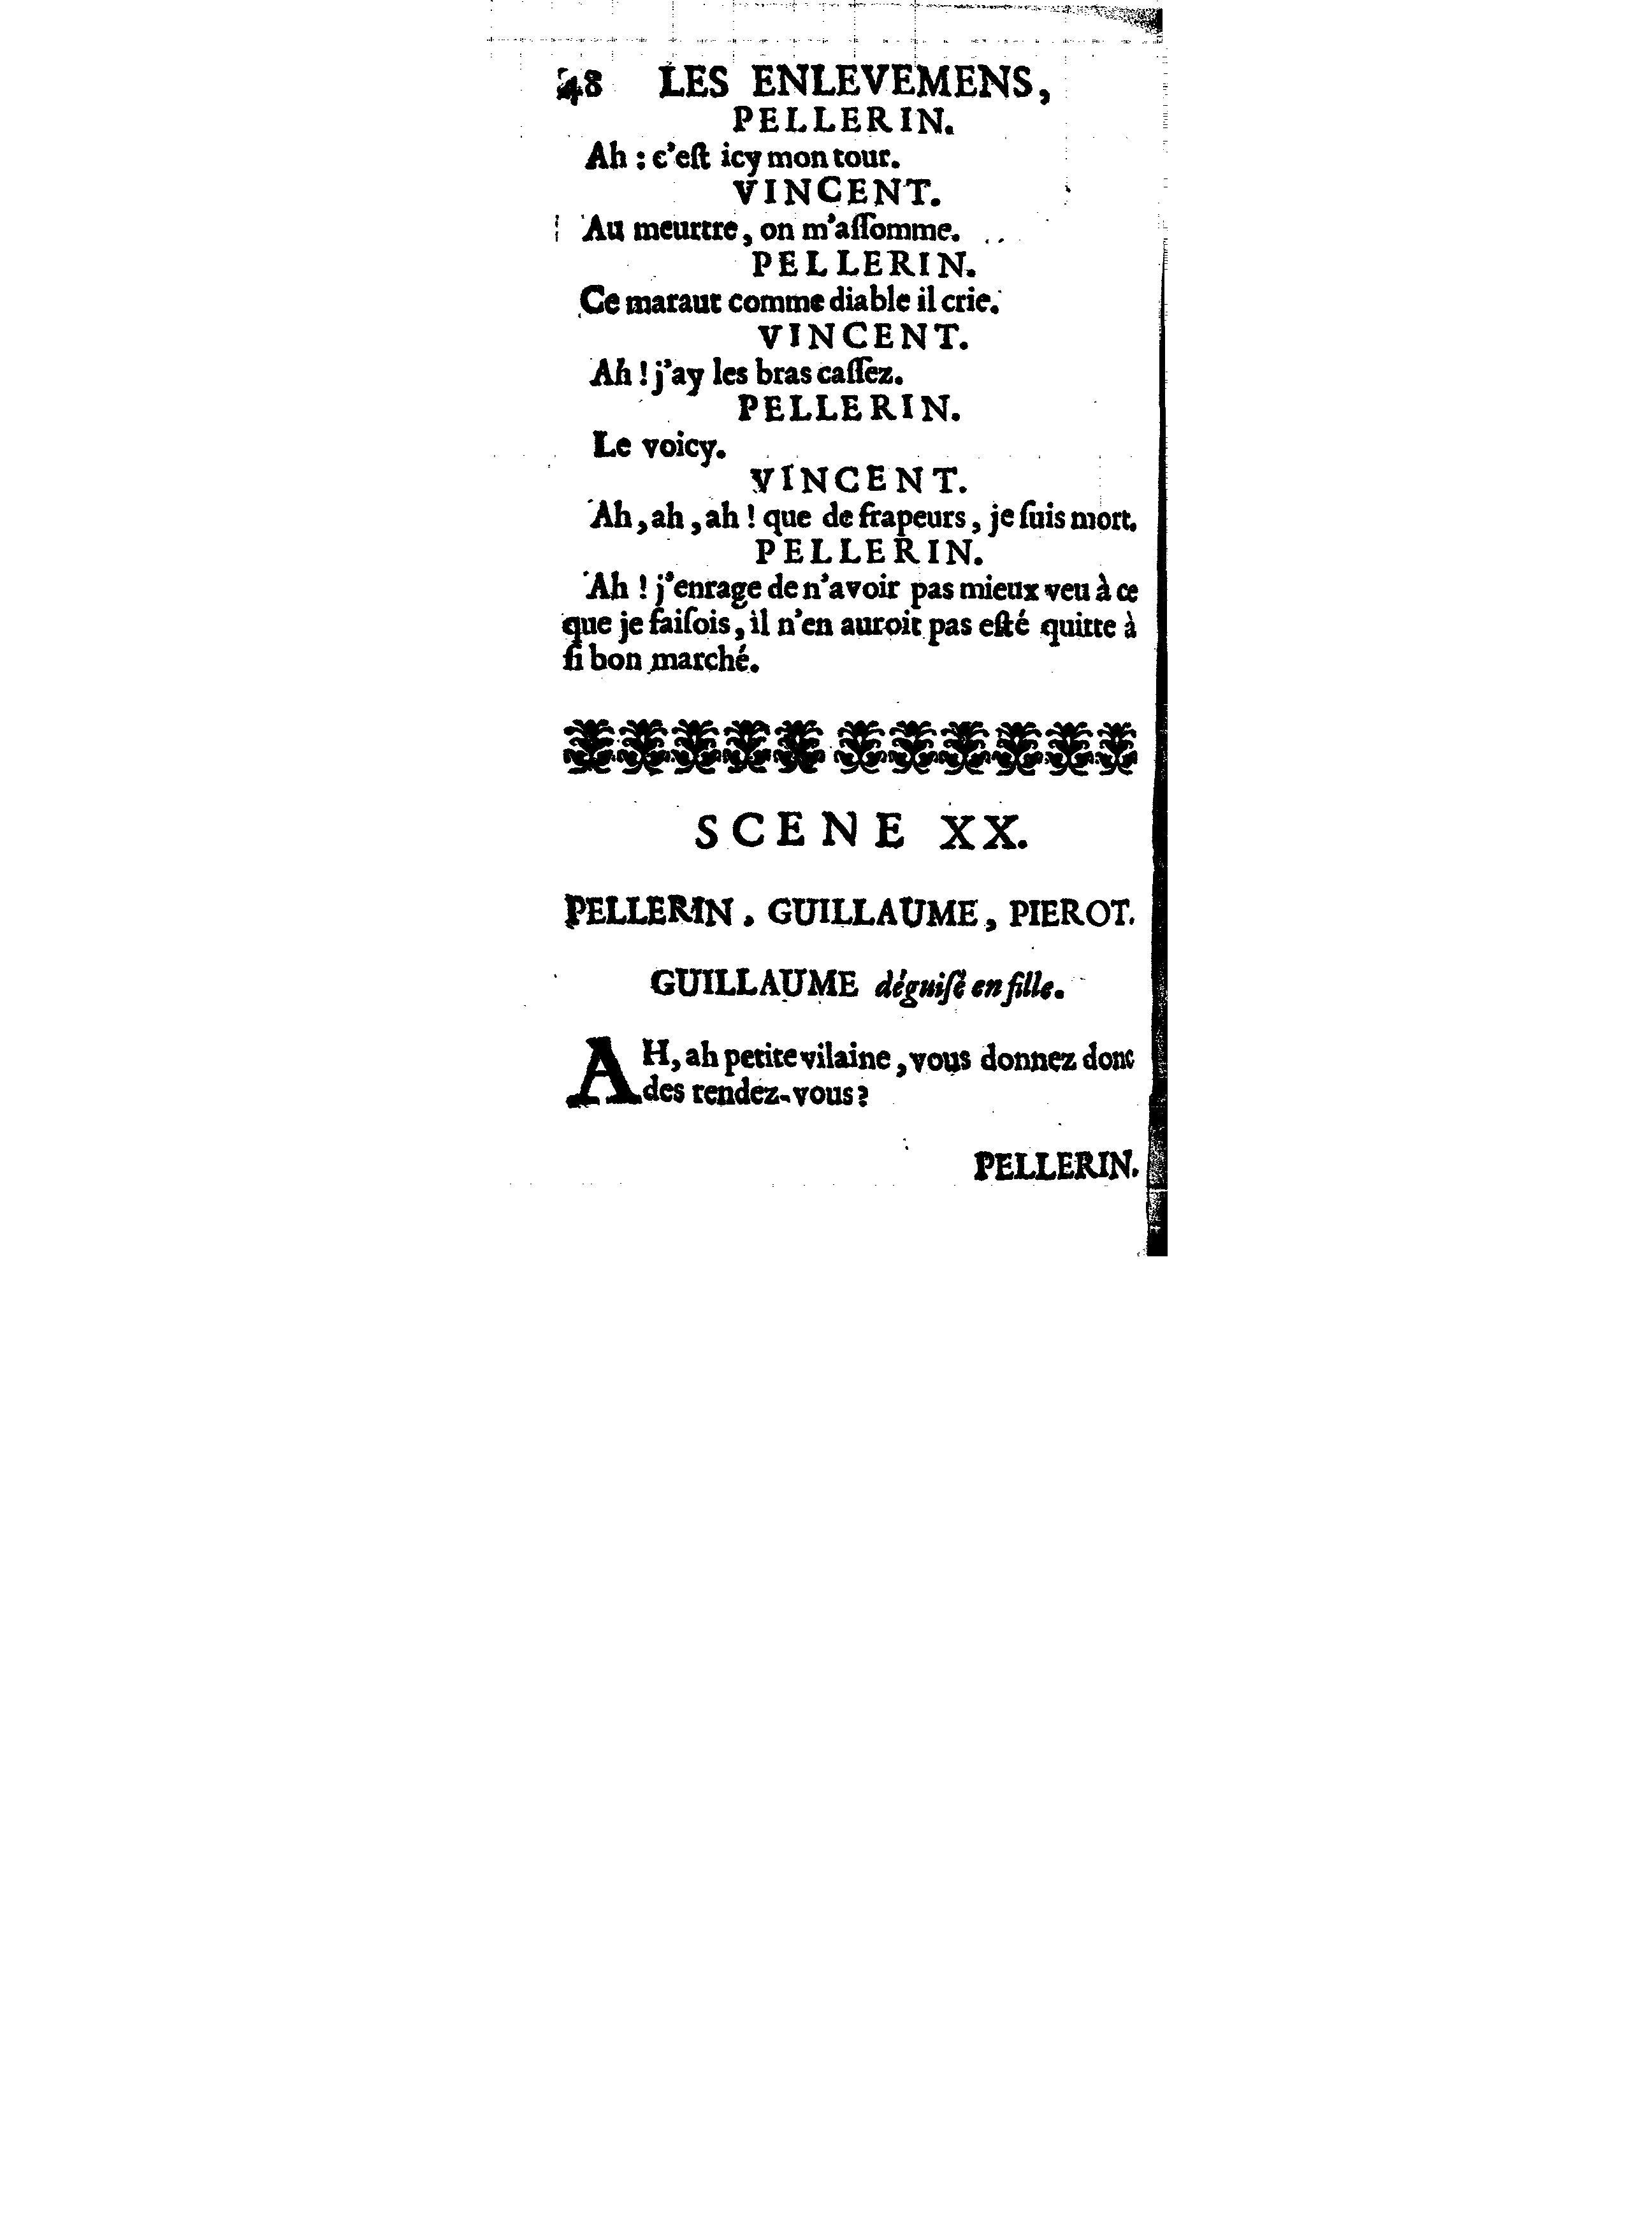 48 LES ENLEVEMENS,
PELLERIN.
Ah : c'eſt icy mon tour.
VINCENT.
Au meurtre, on m'aſſomme.
PELLERIN.
Ce maraut comme diable il crie.
VINCENT.
Ah ! j'ay les bras caſſez.
PELLERIN.
Le voicy.
VINCENT.
Ah, ah, ah ! que de frapeurs, je ſuis mort.
PELLERIN.
Ah ! j'enrage de n'avoir pas mieux veu à ce
que je faiſois, il n'en auroit pas eſté quitte à
ſi bon marché.
SCENE XX.
PELLERIN. GUILLAUME, PIEROT.
GUILLAUME déguiſé en fille.
AH, ah petite vilaine, vous donnez donc
des rendez-vous?
PELLERIN.